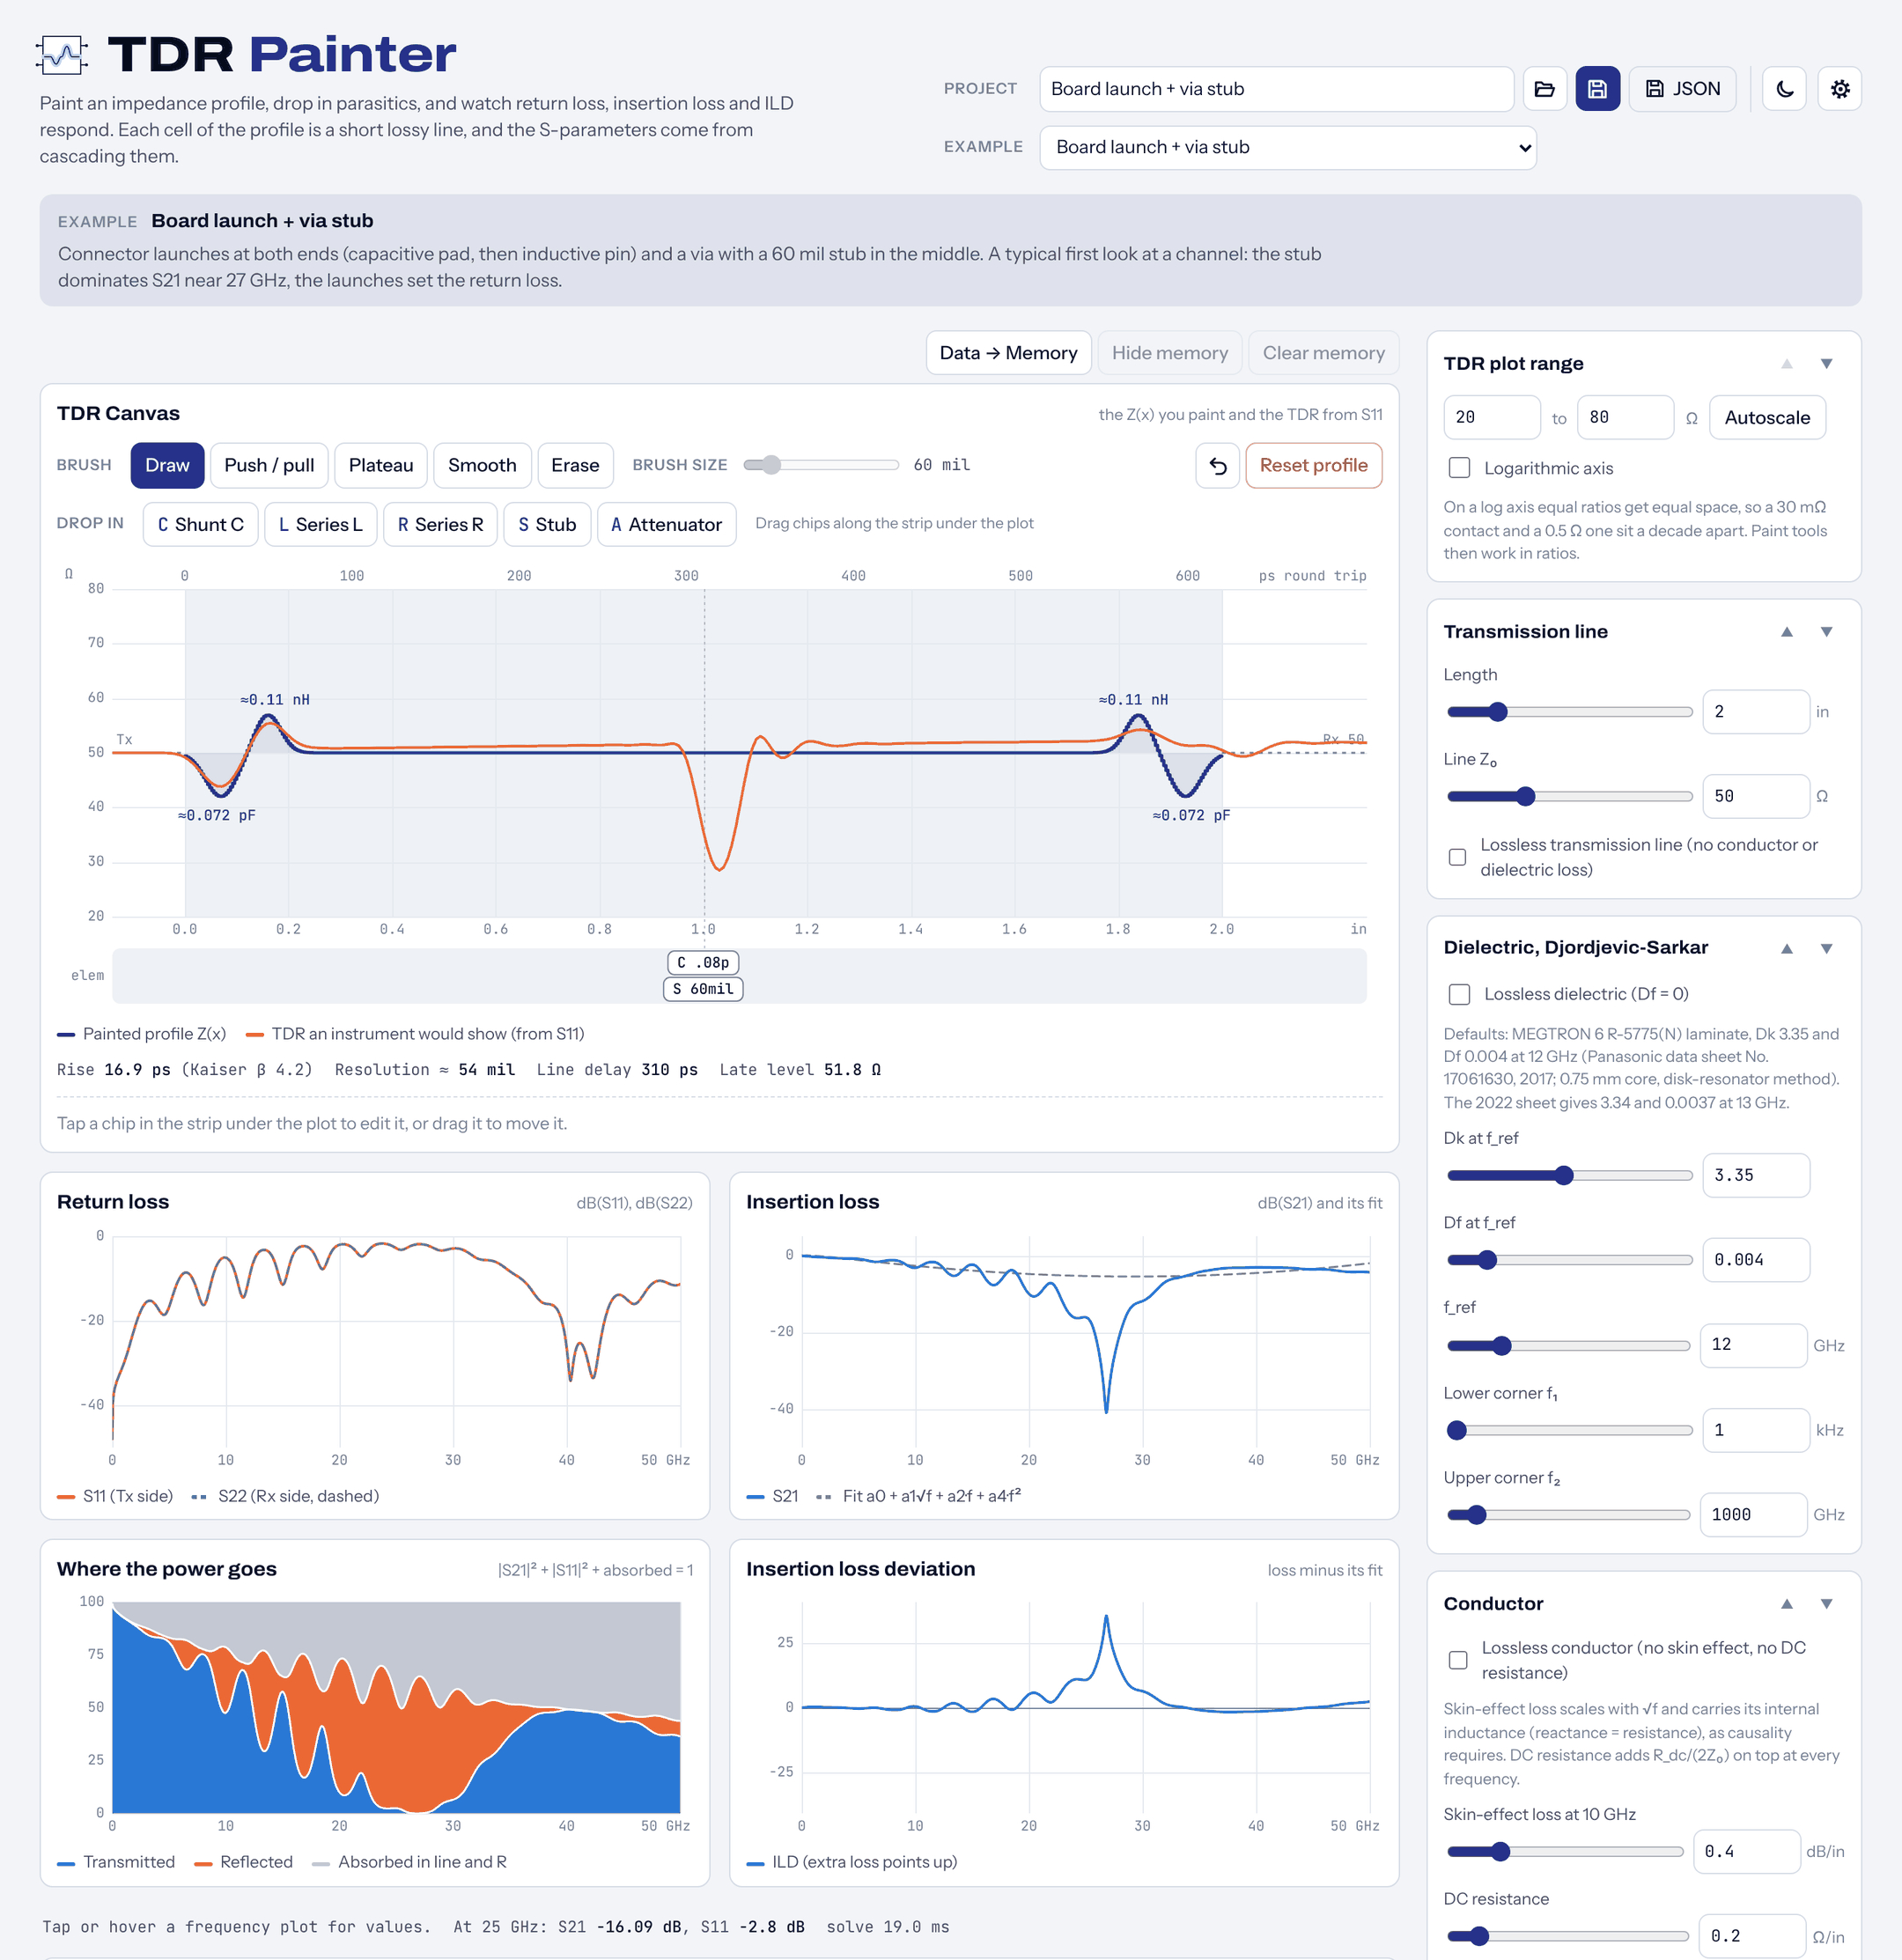 TDR Painter
Paint an impedance profile, drop in parasitics, and watch return loss, insertion loss and ILD
respond. Each cell of the profile is a short lossy line, and the S-parameters come from
cascading them.
PROJECT
Board launch + via stub
JSON
EXAMPLE
Board launch + via stub
EXAMPLE Board launch + via stub
Connector launches at both ends (capacitive pad, then inductive pin) and a via with a 60 mil stub in the middle. A typical first look at a channel: the stub
dominates S21 near 27 GHz, the launches set the return loss.
Data → Memory
Hide memory
Clear memory
TDR Canvas
the Z(x) you paint and the TDR from S11
BRUSH
Draw
Push / pull
Plateau
Smooth
Erase
BRUSH SIZE
60 mil
Reset profile
DROP IN
C Shunt C
L Series L
R Series R
S Stub
A Attenuator
Drag chips along the strip under the plot
Ω
0
100
200
300
400
500
600
ps round trip
80
70
60
50
40
30
20
≈0.11 nH
≈0.11 nH
Tx
Rx 50
≈0.072 pF
≈0.072 pF
0.0
0.2
0.4
0.6
0.8
1.0
1.2
1.4
1.6
1.8
2.0
in
elem
C .08p
S 60mil
Painted profile Z(x)
TDR an instrument would show (from S11)
Rise 16.9 ps (Kaiser β 4.2) Resolution ≈ 54 mil Line delay 310 ps Late level 51.8 Ω
Tap a chip in the strip under the plot to edit it, or drag it to move it.
Return loss
dB(S11), dB(S22)
0
-20
-40
0
10
20
30
40
50 GHz
S11 (Tx side)
S22 (Rx side, dashed)
Insertion loss
dB(S21) and its fit
0
-20
-40
0
10
20
30
40
50 GHz
S21
Fit a0 + a1√f + a2f + a4f²
Where the power goes
|S21|² + |S11|² + absorbed = 1
100
75
50
25
0
0
10
20
30
40
50 GHz
Transmitted
Reflected
Absorbed in line and R
Insertion loss deviation
loss minus its fit
25
0
-25
0
10
20
30
40
50 GHz
ILD (extra loss points up)
Tap or hover a frequency plot for values. At 25 GHz: S21 -16.09 dB, S11 -2.8 dB solve 19.0 ms
TDR plot range
20
to
80
Ω
Autoscale
Logarithmic axis
On a log axis equal ratios get equal space, so a 30 mΩ
contact and a 0.5 Ω one sit a decade apart. Paint tools
then work in ratios.
Transmission line
Length
2
in
Line Z₀
50
Ω
Lossless transmission line (no conductor or
dielectric loss)
Dielectric, Djordjevic-Sarkar
Lossless dielectric (Df = 0)
Defaults: MEGTRON 6 R-5775(N) laminate, Dk 3.35 and
Df 0.004 at 12 GHz (Panasonic data sheet No.
17061630, 2017; 0.75 mm core, disk-resonator method).
The 2022 sheet gives 3.34 and 0.0037 at 13 GHz.
Dk at f_ref
3.35
Df at f_ref
0.004
f_ref
12
GHz
Lower corner f₁
1
kHz
Upper corner f₂
1000
GHz
Conductor
Lossless conductor (no skin effect, no DC
resistance)
Skin-effect loss scales with √f and carries its internal
inductance (reactance = resistance), as causality
requires. DC resistance adds R_dc/(2Z₀) on top at every
frequency.
Skin-effect loss at 10 GHz
0.4
dB/in
DC resistance
0.2
Ω/in